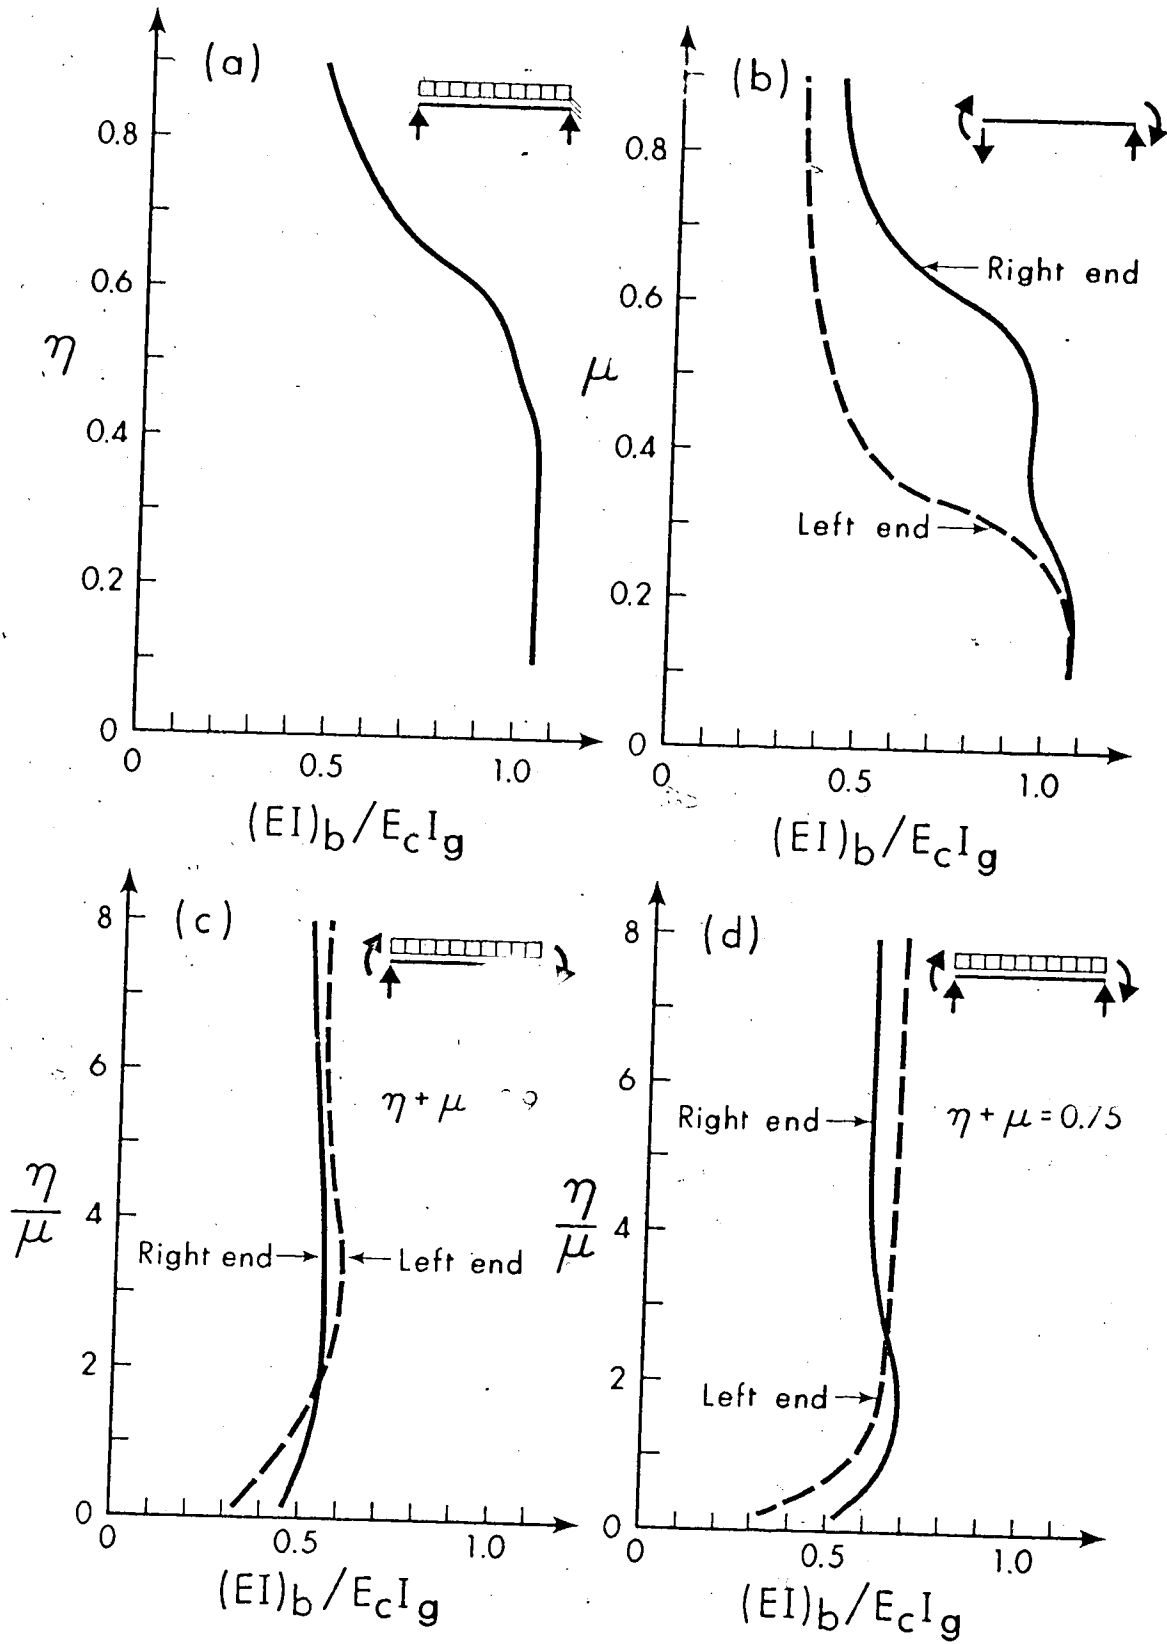 (a)
0.8
0.6
η
0.4
0.2
0
0
0.5
1.0
(EI)b/EcIg
(b)
0.8
Right end
0.6
μ
0.4
Left end
0.2
0
0
0.5
1.0
(EI)b/EcIg
(c)
8
6
η + μ
η/μ
4
Right end
Left end
2
0
0
0.5
1.0
(EI)b/EcIg
(d)
8
6
Right end
η + μ = 0.75
η/μ
4
2
Left end
0
0
0.5
1.0
(EI)b/EcIg